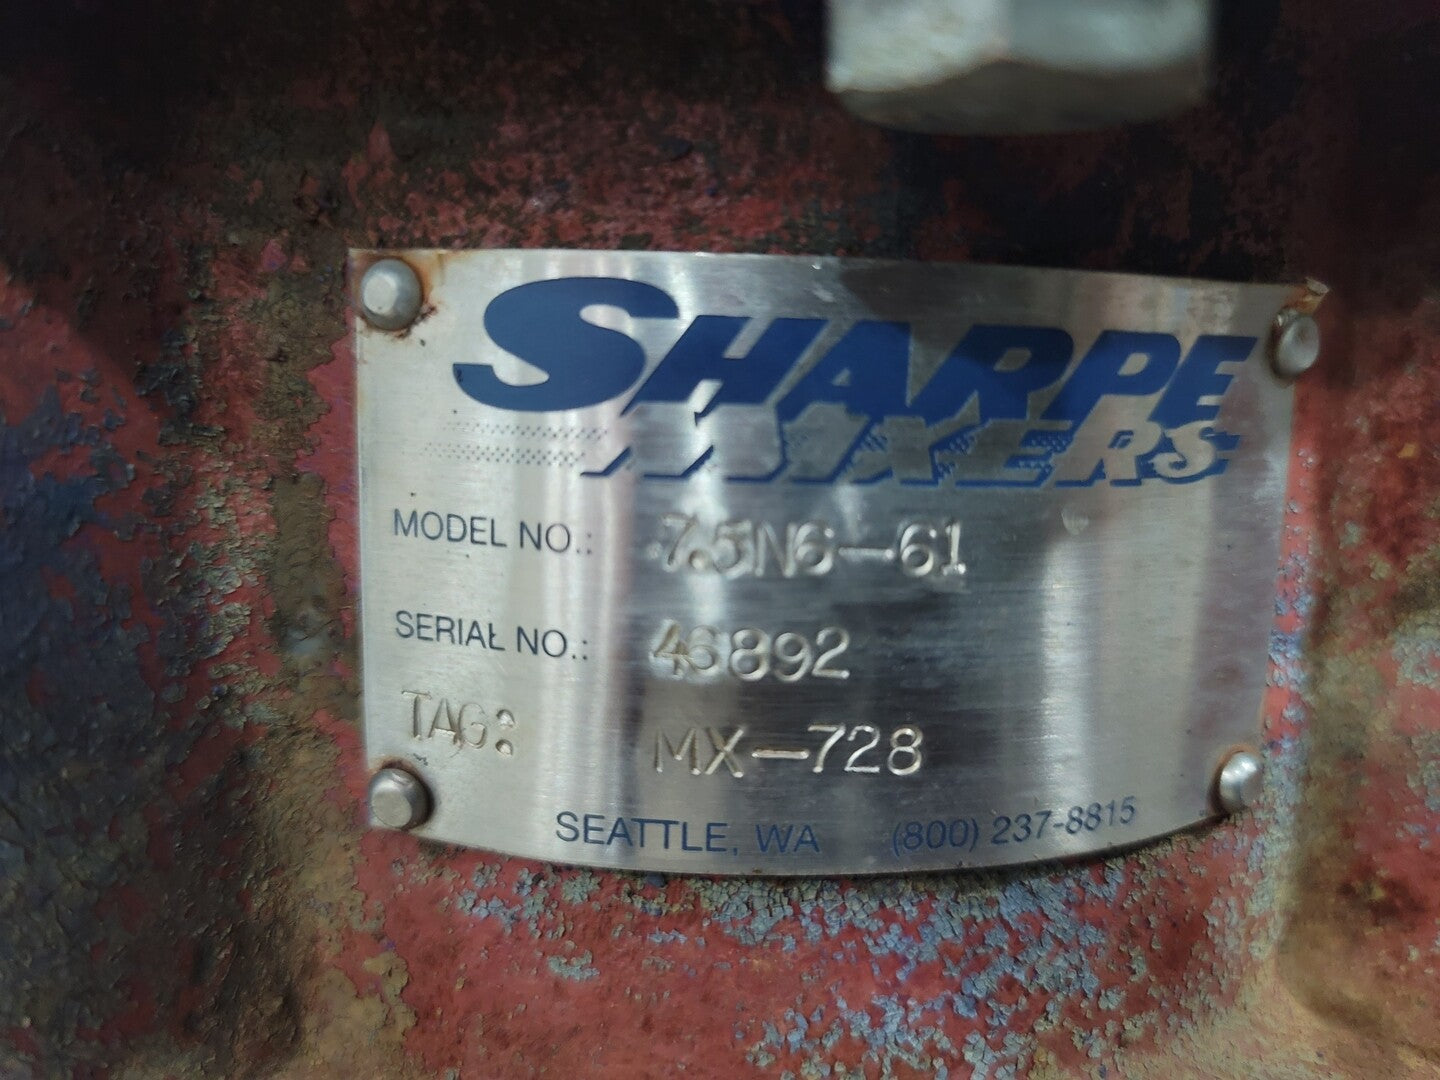 SHARPE
MIXERS
MODEL NO.: 7.5N6-61
SERIAL NO.: 46892
TAG: MX-728
SEATTLE, WA (800) 237-8815